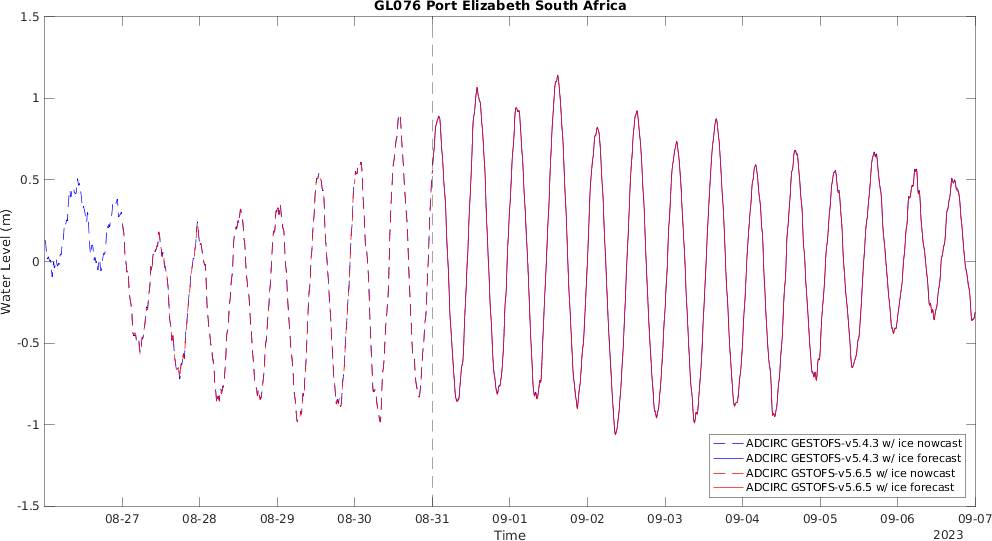 GL076 Port Elizabeth South Africa
1.5
1
0.5
0
-0.5
-1
-1.5
Water Level (m)
08-27 08-28 08-29 08-30 08-31 09-01 09-02 09-03 09-04 09-05 09-06 09-07
Time
2023
ADCIRC GESTOFS-v5.4.3 w/ ice nowcast
ADCIRC GESTOFS-v5.4.3 w/ ice forecast
ADCIRC GSTOFS-v5.6.5 w/ ice nowcast
ADCIRC GSTOFS-v5.6.5 w/ ice forecast